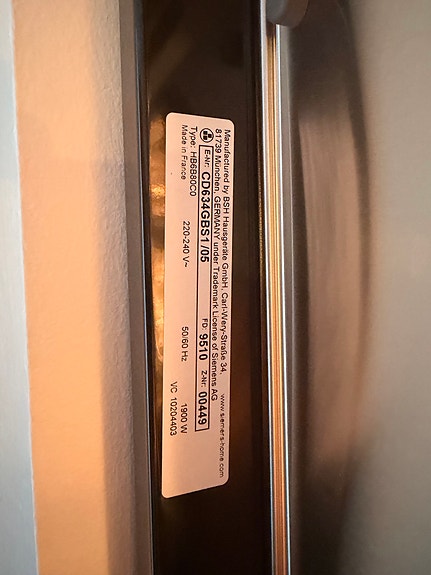 Manufactured by BSH Hausgeräte GmbH, Carl-Wery-Straße 34, www.siemens-home.com
81739 München, GERMANY under Trademark License of Siemens AG
E-Nr. CD634GBS1/05 FD: 9510 Z-Nr. 00449
Type: HB6B80C0 220-240 V~ 50/60 Hz 1900 W
Made in France VC 10204403